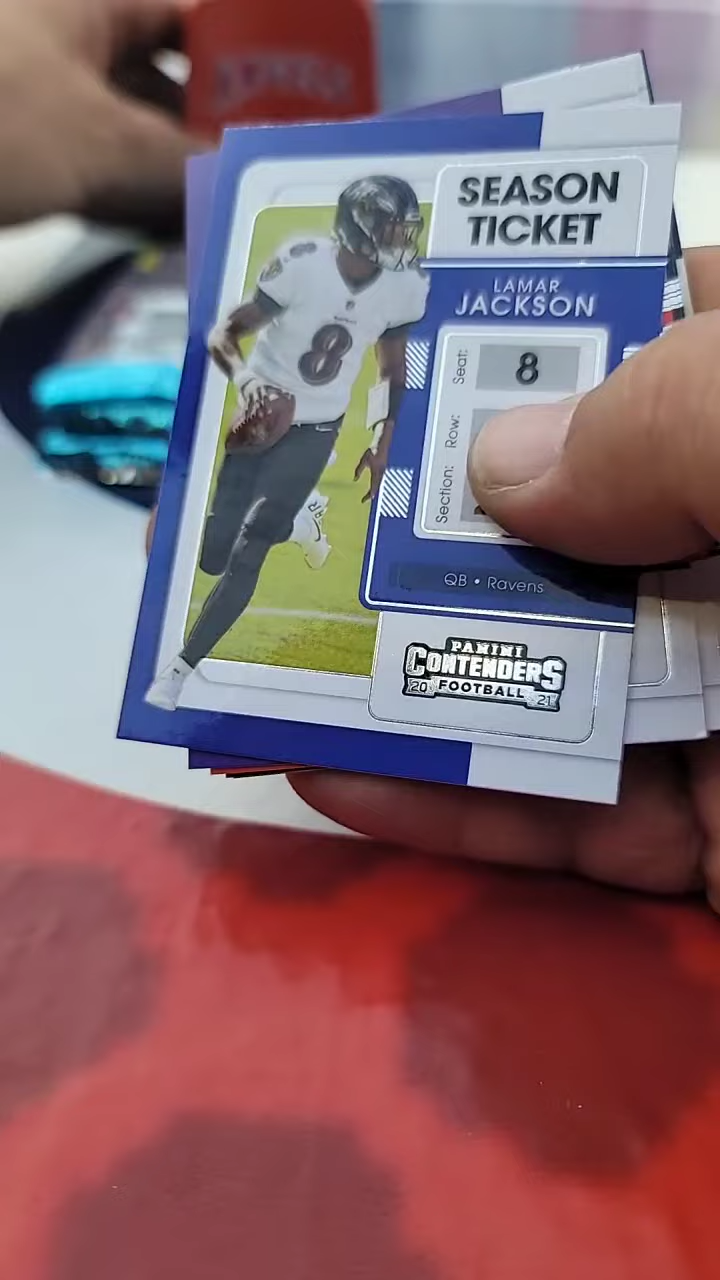 SEASON
TICKET
LAMAR
JACKSON
Seat:
8
Row:
Section:
8
QB • Ravens
PANINI
CONTENDERS
20 FOOTBALL 21